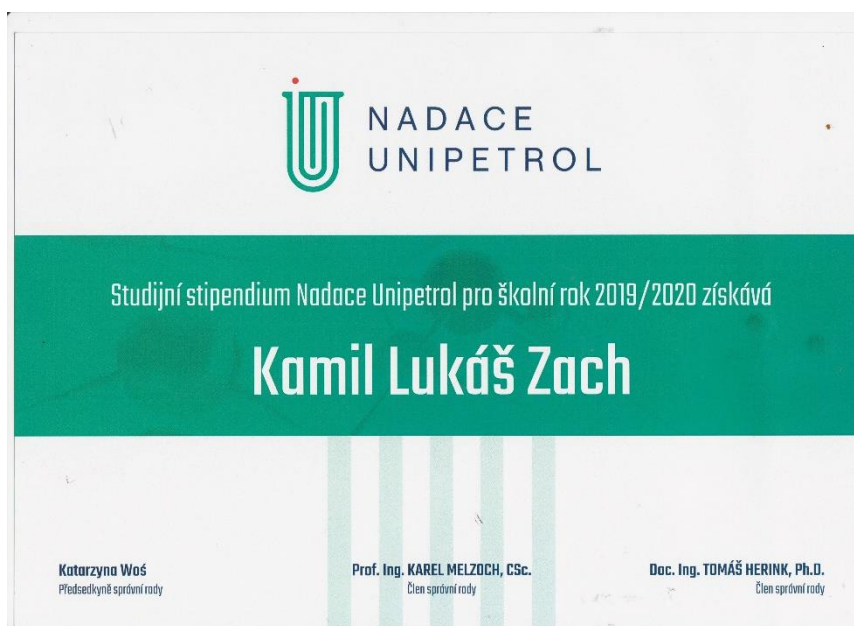 NADACE
UNIPETROL
Studijní stipendium Nadace Unipetrol pro školní rok 2019/2020 získává
Kamil Lukáš Zach
Katarzyna Woś
Předsedkyně správní rady
Prof. Ing. KAREL MELZOCH, CSc.
Člen správní rady
Doc. Ing. TOMÁŠ HERINK, Ph.D.
Člen správní rady